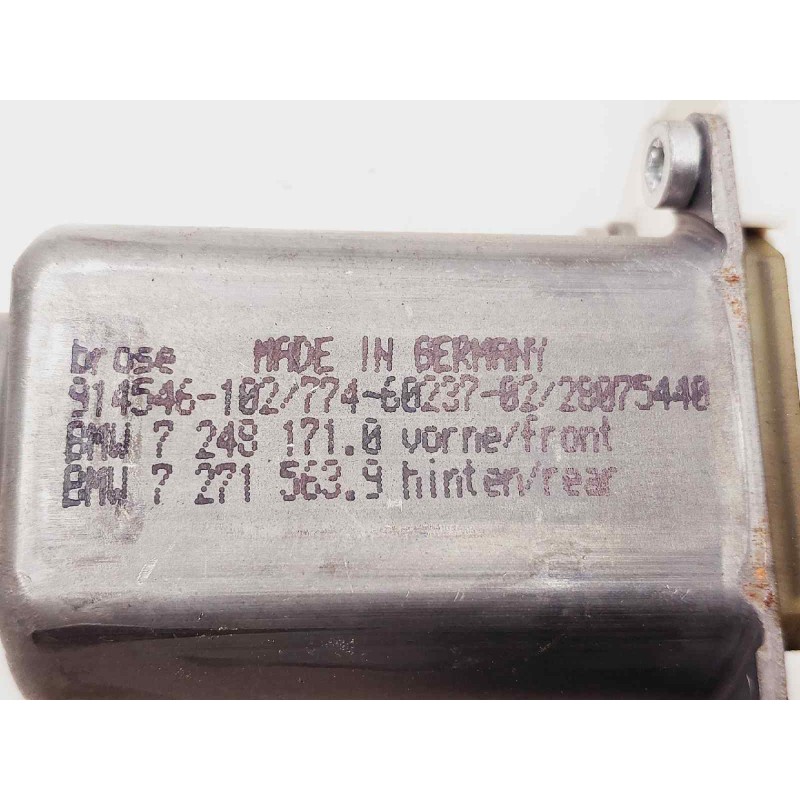 brose MADE IN GERMANY
914546-102/774-60237-02/28075440
BMW 7 248 171.0 vorne/front
BMW 7 271 563.9 hinten/rear